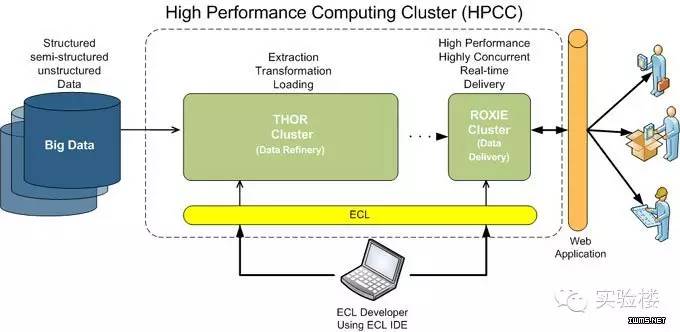 High Performance Computing Cluster (HPCC)
Structured
semi-structured
unstructured
Data
Big Data
Extraction
Transformation
Loading
THOR
Cluster
(Data Refinery)
High Performance
Highly Concurrent
Real-time
Delivery
ROXIE
Cluster
(Data
Delivery)
ECL
Web
Application
ECL Developer
Using ECL IDE
实验楼
IWMS.NET